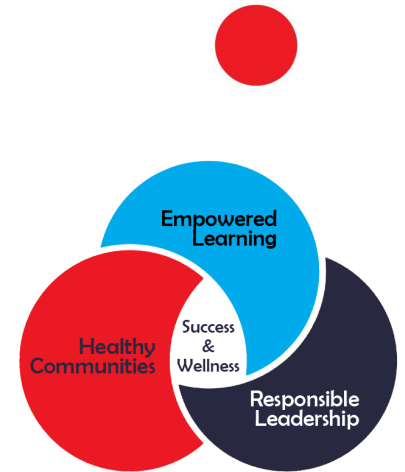 Empowered
Learning
Success
&
Wellness
Healthy
Communities
Responsible
Leadership